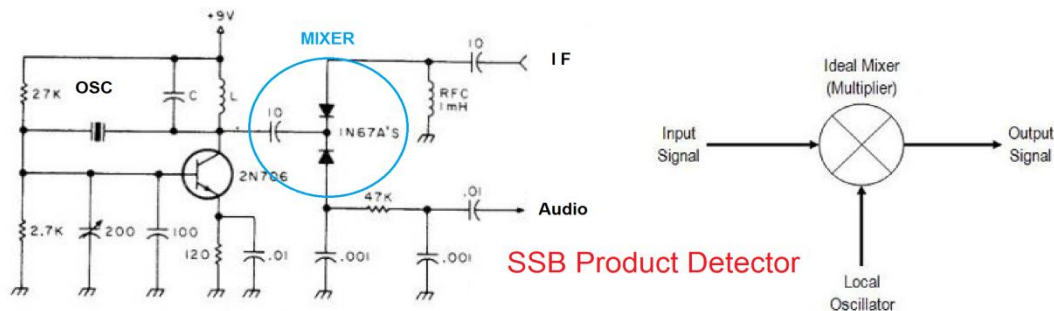 +9V
MIXER
10
I F
OSC
27K
C
L
RFC
1mH
10
1N67A'S
2N706
47K
.01
Audio
2.7K
200
100
120
.01
.001
.001
SSB Product Detector
Ideal Mixer
(Multiplier)
Input
Signal
Output
Signal
Local
Oscillator